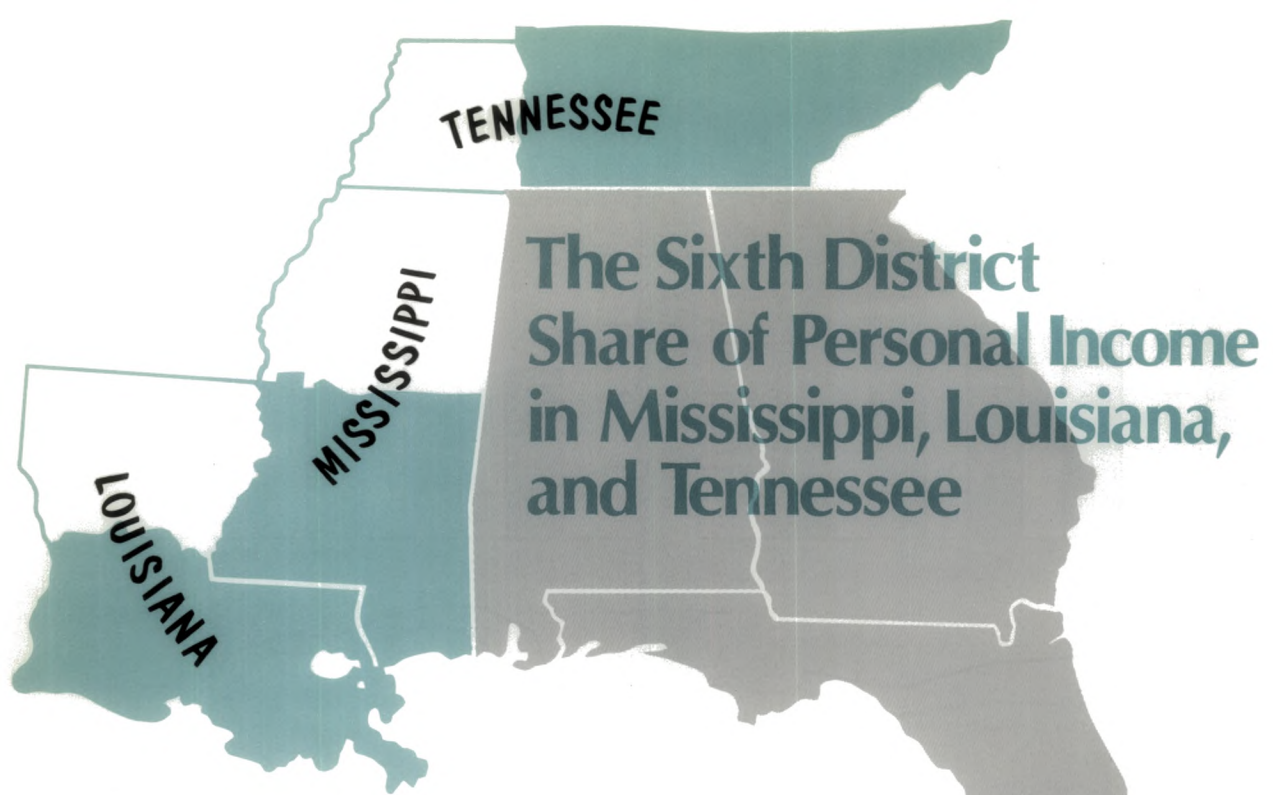 TENNESSEE
The Sixth District
Share of Personal Income
in Mississippi, Louisiana,
and Tennessee
MISSISSIPPI
LOUISIANA